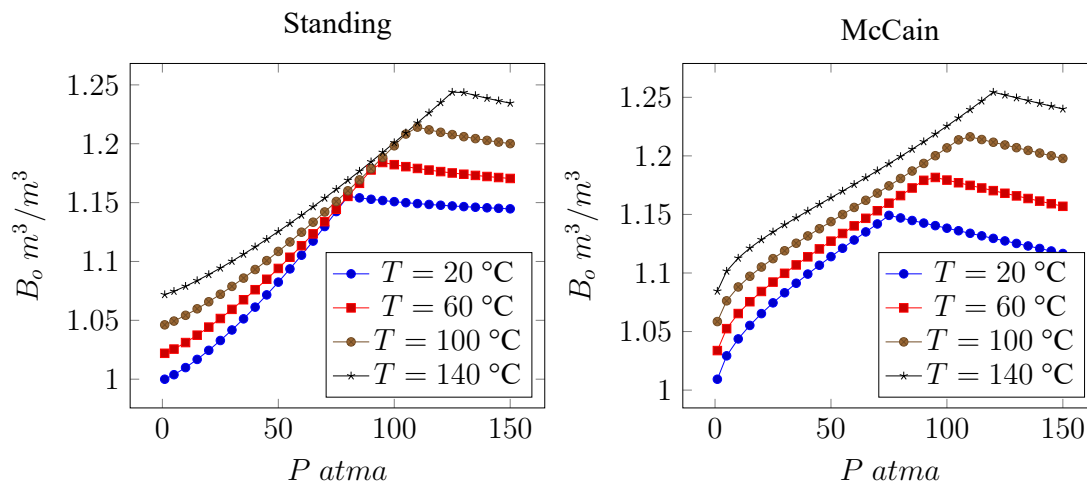 Standing
B_o m^3/m^3
1.25
1.2
1.15
1.1
1.05
1
0
50
100
150
P atma
T = 20 °C
T = 60 °C
T = 100 °C
T = 140 °C
McCain
B_o m^3/m^3
1.25
1.2
1.15
1.1
1.05
1
0
50
100
150
P atma
T = 20 °C
T = 60 °C
T = 100 °C
T = 140 °C